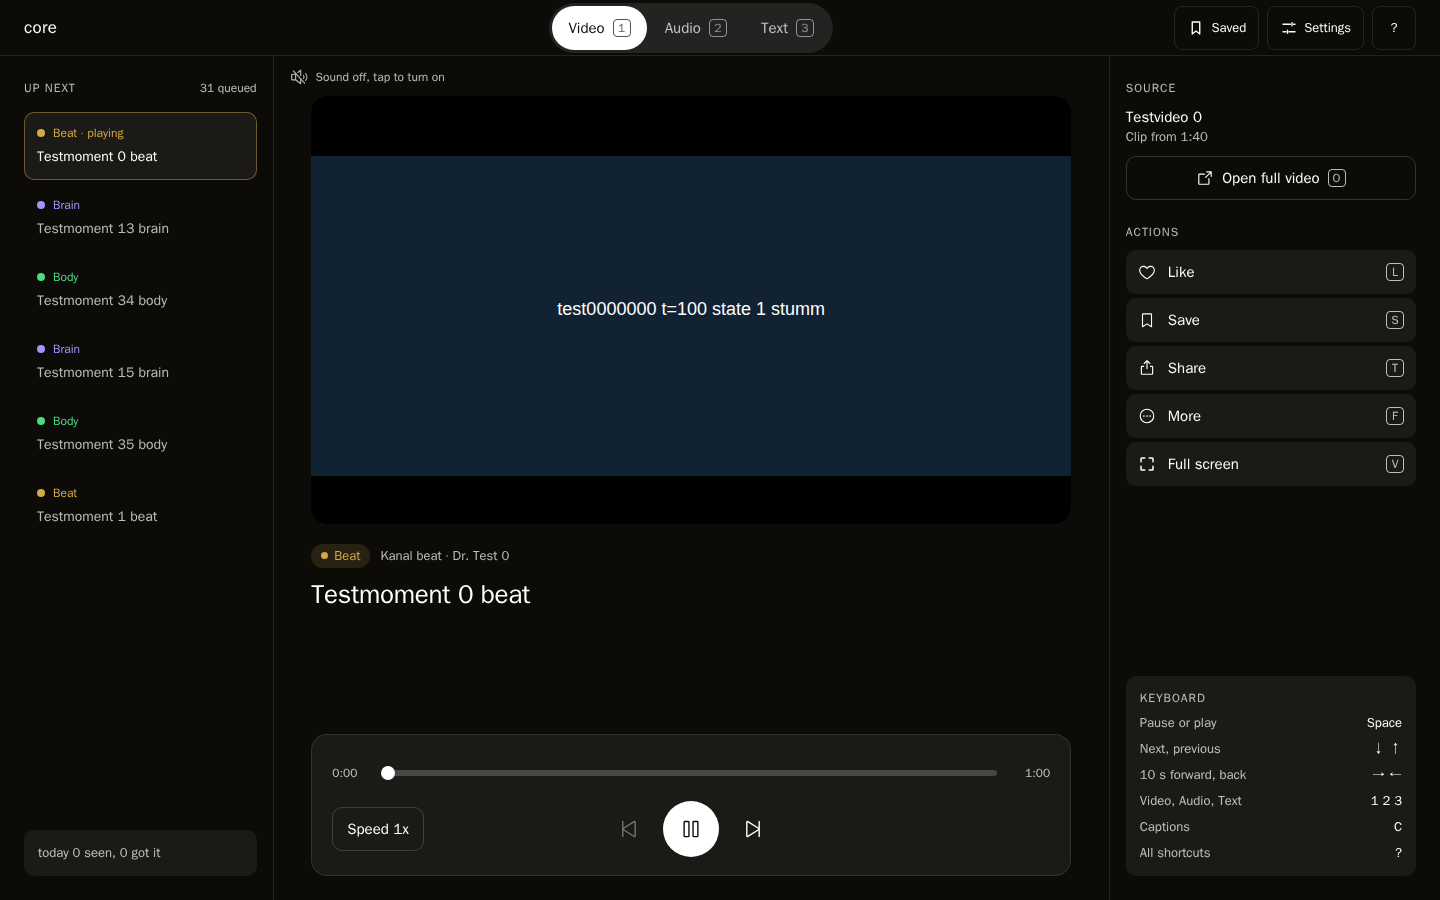 core
Video 1
Audio 2
Text 3
Saved
Settings
?
UP NEXT
31 queued
Beat · playing
Testmoment 0 beat
Brain
Testmoment 13 brain
Body
Testmoment 34 body
Brain
Testmoment 15 brain
Body
Testmoment 35 body
Beat
Testmoment 1 beat
today 0 seen, 0 got it
Sound off, tap to turn on
test0000000 t=100 state 1 stumm
Beat
Kanal beat · Dr. Test 0
Testmoment 0 beat
0:00
1:00
Speed 1x
SOURCE
Testvideo 0
Clip from 1:40
Open full video O
ACTIONS
Like L
Save S
Share T
More F
Full screen V
KEYBOARD
Pause or play Space
Next, previous ↓ ↑
10 s forward, back → ←
Video, Audio, Text 1 2 3
Captions C
All shortcuts ?